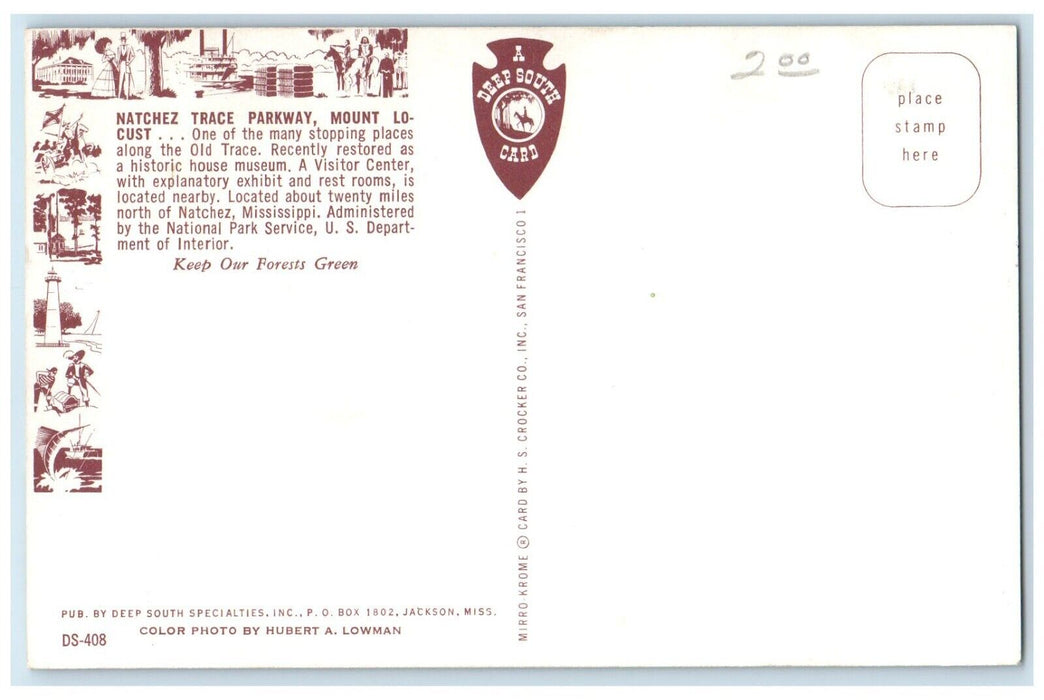 NATCHEZ TRACE PARKWAY, MOUNT LO-
CUST . . . One of the many stopping places
along the Old Trace. Recently restored as
a historic house museum. A Visitor Center,
with explanatory exhibit and rest rooms, is
located nearby. Located about twenty miles
north of Natchez, Mississippi. Administered
by the National Park Service, U. S. Depart-
ment of Interior.
Keep Our Forests Green
A
DEEP SOUTH
CARD
2.00
place
stamp
here
MIRRO-KROME ® CARD BY H. S. CROCKER CO., INC., SAN FRANCISCO 1
PUB. BY DEEP SOUTH SPECIALTIES, INC., P. O. BOX 1802, JACKSON, MISS.
COLOR PHOTO BY HUBERT A. LOWMAN
DS-408